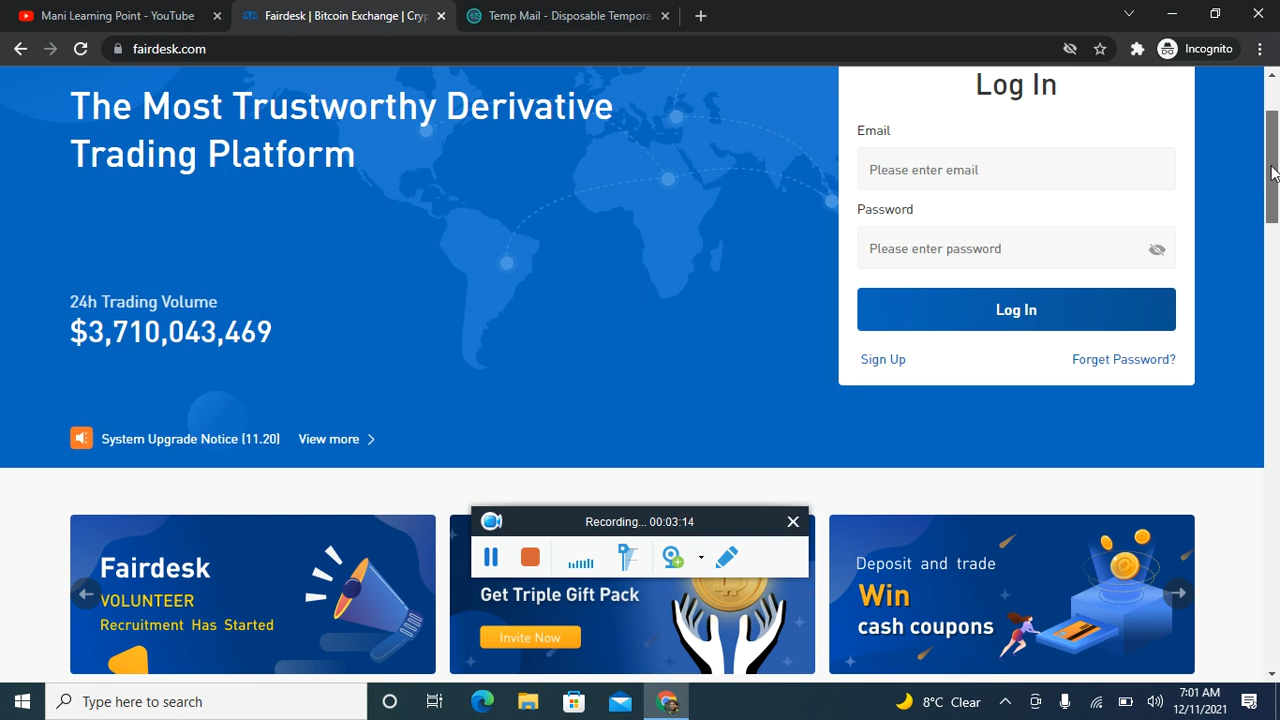 Mani Learning Point - YouTube
Fairdesk | Bitcoin Exchange | Cry
Temp Mail - Disposable Tempora
fairdesk.com
Incognito
The Most Trustworthy Derivative
Trading Platform
24h Trading Volume
$3,710,043,469
System Upgrade Notice (11.20)
View more
Log In
Email
Please enter email
Password
Please enter password
Log In
Sign Up
Forget Password?
Recording... 00:03:14
Fairdesk
VOLUNTEER
Recruitment Has Started
Get Triple Gift Pack
Invite Now
Deposit and trade
Win
cash coupons
Type here to search
8°C Clear
7:01 AM
12/11/2021